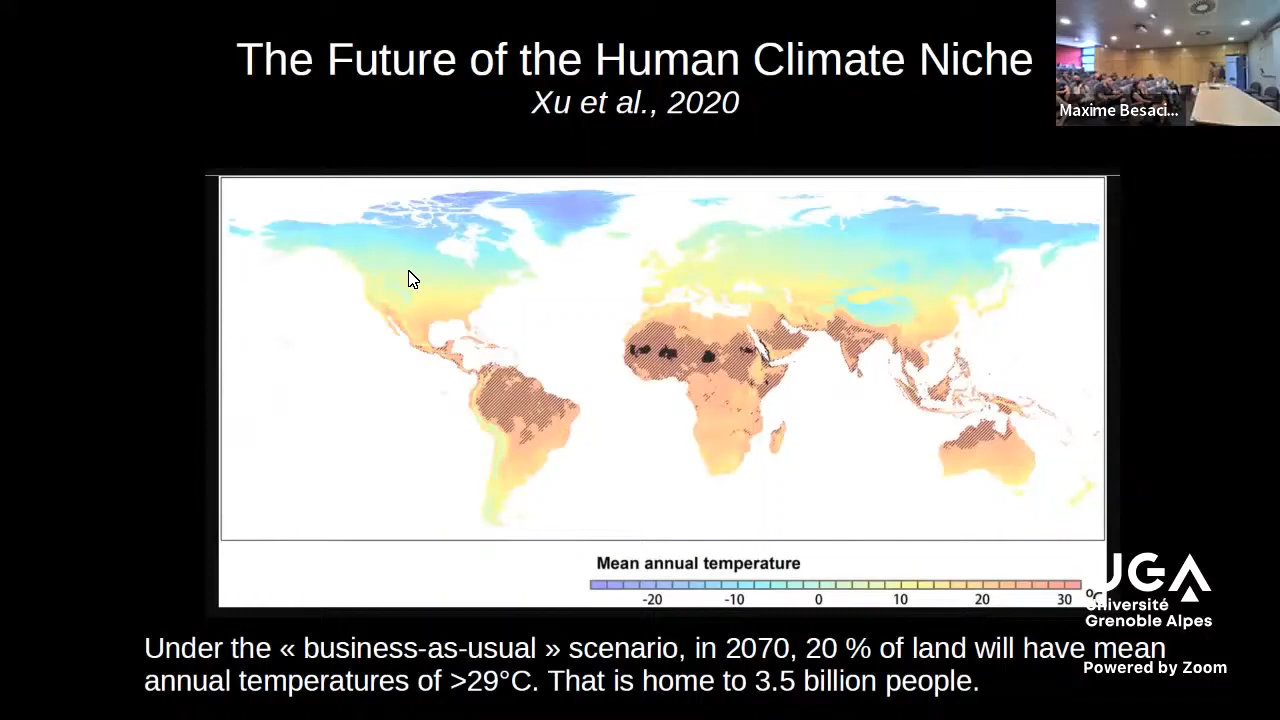 The Future of the Human Climate Niche
Xu et al., 2020
Maxime Besaci...
Mean annual temperature
-20 -10 0 10 20 30 °C
UGA
Université
Grenoble Alpes
Under the « business-as-usual » scenario, in 2070, 20 % of land will have mean
annual temperatures of >29°C. That is home to 3.5 billion people.
Powered by Zoom